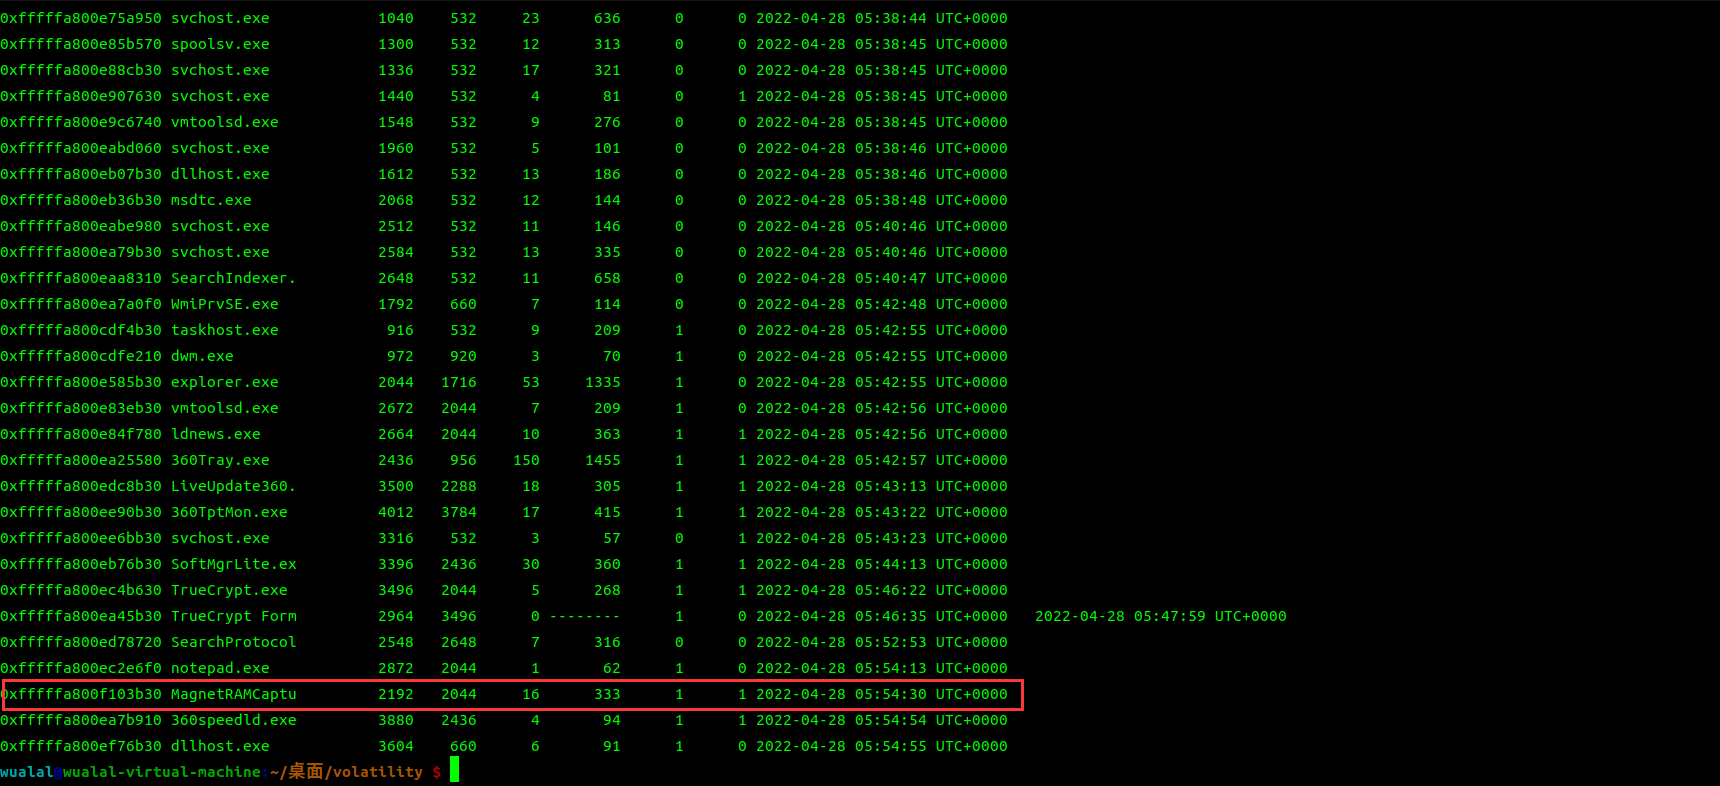 0xfffffa800e75a950 svchost.exe 1040 532 23 636 0 0 2022-04-28 05:38:44 UTC+0000
0xfffffa800e85b570 spoolsv.exe 1300 532 12 313 0 0 2022-04-28 05:38:45 UTC+0000
0xfffffa800e88cb30 svchost.exe 1336 532 17 321 0 0 2022-04-28 05:38:45 UTC+0000
0xfffffa800e907630 svchost.exe 1440 532 4 81 0 1 2022-04-28 05:38:45 UTC+0000
0xfffffa800e9c6740 vmtoolsd.exe 1548 532 9 276 0 0 2022-04-28 05:38:45 UTC+0000
0xfffffa800eabd060 svchost.exe 1960 532 5 101 0 0 2022-04-28 05:38:46 UTC+0000
0xfffffa800eb07b30 dllhost.exe 1612 532 13 186 0 0 2022-04-28 05:38:46 UTC+0000
0xfffffa800eb36b30 msdtc.exe 2068 532 12 144 0 0 2022-04-28 05:38:48 UTC+0000
0xfffffa800eabe980 svchost.exe 2512 532 11 146 0 0 2022-04-28 05:40:46 UTC+0000
0xfffffa800ea79b30 svchost.exe 2584 532 13 335 0 0 2022-04-28 05:40:46 UTC+0000
0xfffffa800eaa8310 SearchIndexer. 2648 532 11 658 0 0 2022-04-28 05:40:47 UTC+0000
0xfffffa800ea7a0f0 WmiPrvSE.exe 1792 660 7 114 0 0 2022-04-28 05:42:48 UTC+0000
0xfffffa800cdf4b30 taskhost.exe 916 532 9 209 1 0 2022-04-28 05:42:55 UTC+0000
0xfffffa800cdfe210 dwm.exe 972 920 3 70 1 0 2022-04-28 05:42:55 UTC+0000
0xfffffa800e585b30 explorer.exe 2044 1716 53 1335 1 0 2022-04-28 05:42:55 UTC+0000
0xfffffa800e83eb30 vmtoolsd.exe 2672 2044 7 209 1 0 2022-04-28 05:42:56 UTC+0000
0xfffffa800e84f780 ldnews.exe 2664 2044 10 363 1 1 2022-04-28 05:42:56 UTC+0000
0xfffffa800ea25580 360Tray.exe 2436 956 150 1455 1 1 2022-04-28 05:42:57 UTC+0000
0xfffffa800edc8b30 LiveUpdate360. 3500 2288 18 305 1 1 2022-04-28 05:43:13 UTC+0000
0xfffffa800ee90b30 360TptMon.exe 4012 3784 17 415 1 1 2022-04-28 05:43:22 UTC+0000
0xfffffa800ee6bb30 svchost.exe 3316 532 3 57 0 1 2022-04-28 05:43:23 UTC+0000
0xfffffa800eb76b30 SoftMgrLite.ex 3396 2436 30 360 1 1 2022-04-28 05:44:13 UTC+0000
0xfffffa800ec4b630 TrueCrypt.exe 3496 2044 5 268 1 1 2022-04-28 05:46:22 UTC+0000
0xfffffa800ea45b30 TrueCrypt Form 2964 3496 0 -------- 1 0 2022-04-28 05:46:35 UTC+0000 2022-04-28 05:47:59 UTC+0000
0xfffffa800ed78720 SearchProtocol 2548 2648 7 316 0 0 2022-04-28 05:52:53 UTC+0000
0xfffffa800ec2e6f0 notepad.exe 2872 2044 1 62 1 0 2022-04-28 05:54:13 UTC+0000
0xfffffa800f103b30 MagnetRAMCaptu 2192 2044 16 333 1 1 2022-04-28 05:54:30 UTC+0000
0xfffffa800ea7b910 360speedld.exe 3880 2436 4 94 1 1 2022-04-28 05:54:54 UTC+0000
0xfffffa800ef76b30 dllhost.exe 3604 660 6 91 1 0 2022-04-28 05:54:55 UTC+0000
wualal@wualal-virtual-machine:~/桌面/volatility $